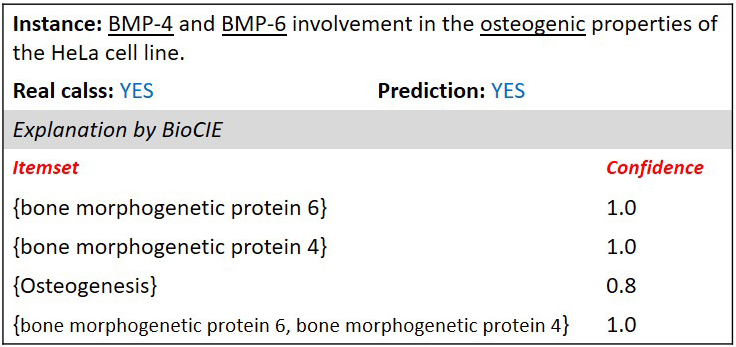 Instance: BMP-4 and BMP-6 involvement in the osteogenic properties of
the HeLa cell line.
Real calss: YES Prediction: YES
Explanation by BioCIE
Itemset Confidence
{bone morphogenetic protein 6} 1.0
{bone morphogenetic protein 4} 1.0
{Osteogenesis} 0.8
{bone morphogenetic protein 6, bone morphogenetic protein 4} 1.0